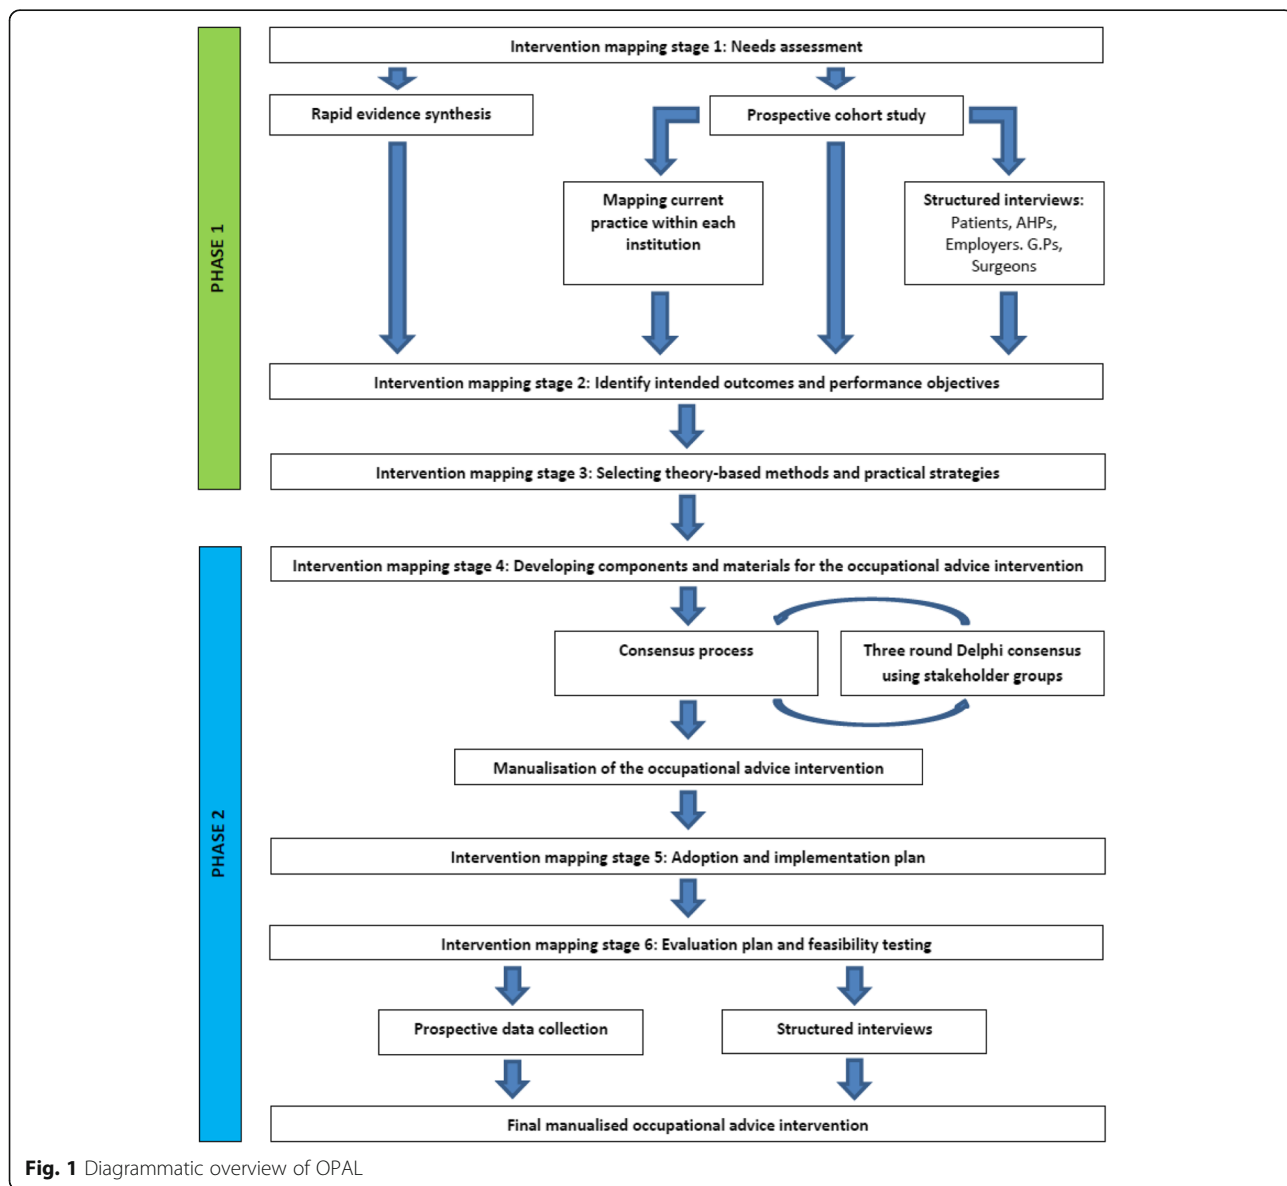 PHASE 1
Intervention mapping stage 1: Needs assessment
Rapid evidence synthesis
Prospective cohort study
Mapping current
practice within each
institution
Structured interviews:
Patients, AHPs,
Employers. G.Ps,
Surgeons
Intervention mapping stage 2: Identify intended outcomes and performance objectives
Intervention mapping stage 3: Selecting theory-based methods and practical strategies
PHASE 2
Intervention mapping stage 4: Developing components and materials for the occupational advice intervention
Consensus process
Three round Delphi consensus
using stakeholder groups
Manualisation of the occupational advice intervention
Intervention mapping stage 5: Adoption and implementation plan
Intervention mapping stage 6: Evaluation plan and feasibility testing
Prospective data collection
Structured interviews
Final manualised occupational advice intervention
Fig. 1 Diagrammatic overview of OPAL